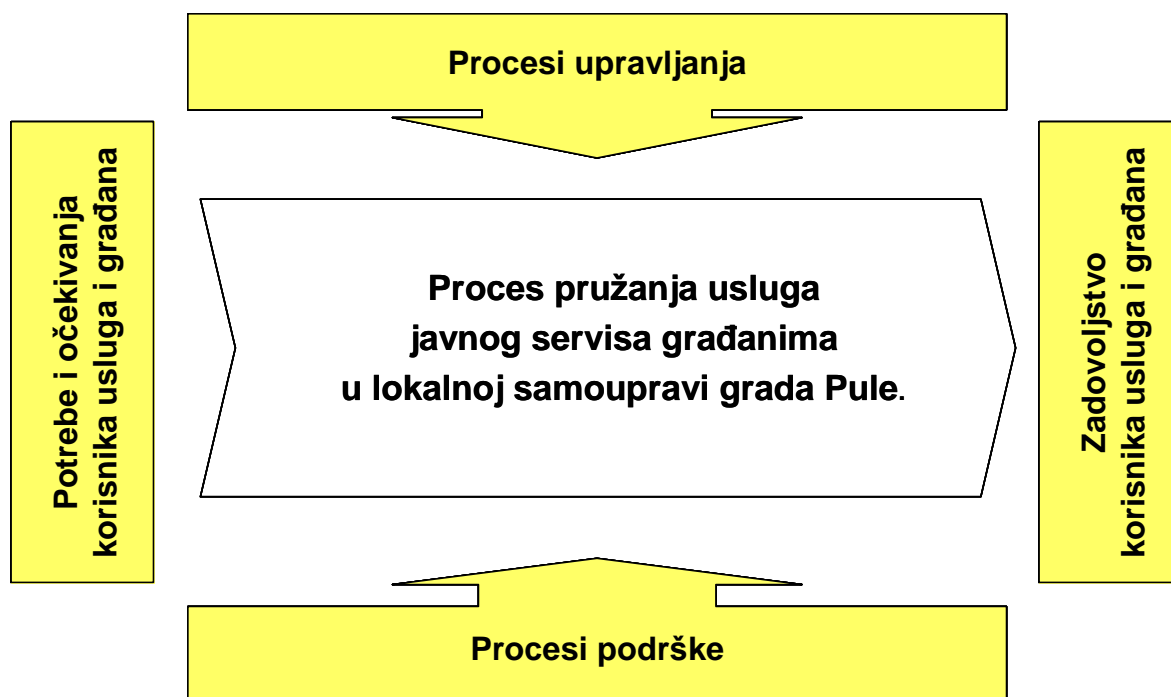 Procesi upravljanja
Potrebe i očekivanja
korisnika usluga i građana
Proces pružanja usluga
javnog servisa građanima
u lokalnoj samoupravi grada Pule.
Zadovoljstvo
korisnika usluga i građana
Procesi podrške